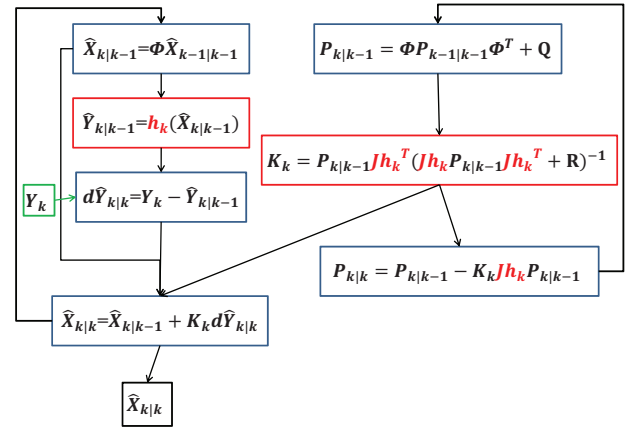 X̂ₖ|ₖ₋₁=ΦX̂ₖ₋₁|ₖ₋₁
Ŷₖ|ₖ₋₁=hₖ(X̂ₖ|ₖ₋₁)
Yₖ
dŶₖ|ₖ=Yₖ − Ŷₖ|ₖ₋₁
X̂ₖ|ₖ=X̂ₖ|ₖ₋₁ + KₖdŶₖ|ₖ
X̂ₖ|ₖ
Pₖ|ₖ₋₁ = ΦPₖ₋₁|ₖ₋₁Φᵀ + Q
Kₖ = Pₖ|ₖ₋₁Jhₖᵀ(JhₖPₖ|ₖ₋₁Jhₖᵀ + R)⁻¹
Pₖ|ₖ = Pₖ|ₖ₋₁ − KₖJhₖPₖ|ₖ₋₁